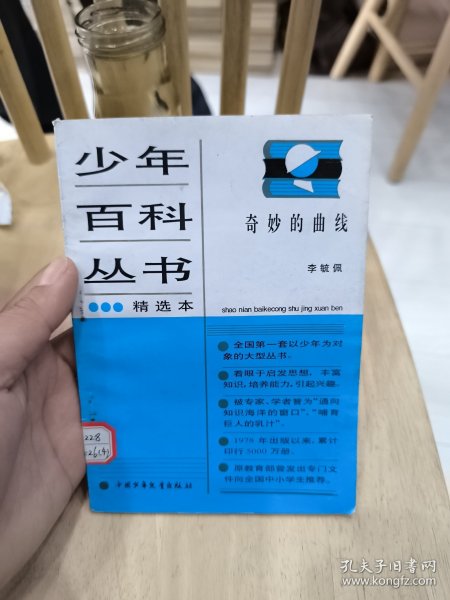 少年
百科
丛书
精选本
奇妙的曲线
李毓佩
shao nian baikecong shu jing xuan ben
全国第一套以少年为对
象的大型丛书。
着眼于启发思想，丰富
知识，培养能力，引起兴趣。
被专家、学者誉为“通向
知识海洋的窗口”、“哺育
巨人的乳汁”。
1978年出版以来，累计
印行5000万册。
原教育部曾发出专门文
件向全国中小学生推荐。
228
26(4)
中国少年儿童出版社
孔夫子旧书网
www.kongfz.com